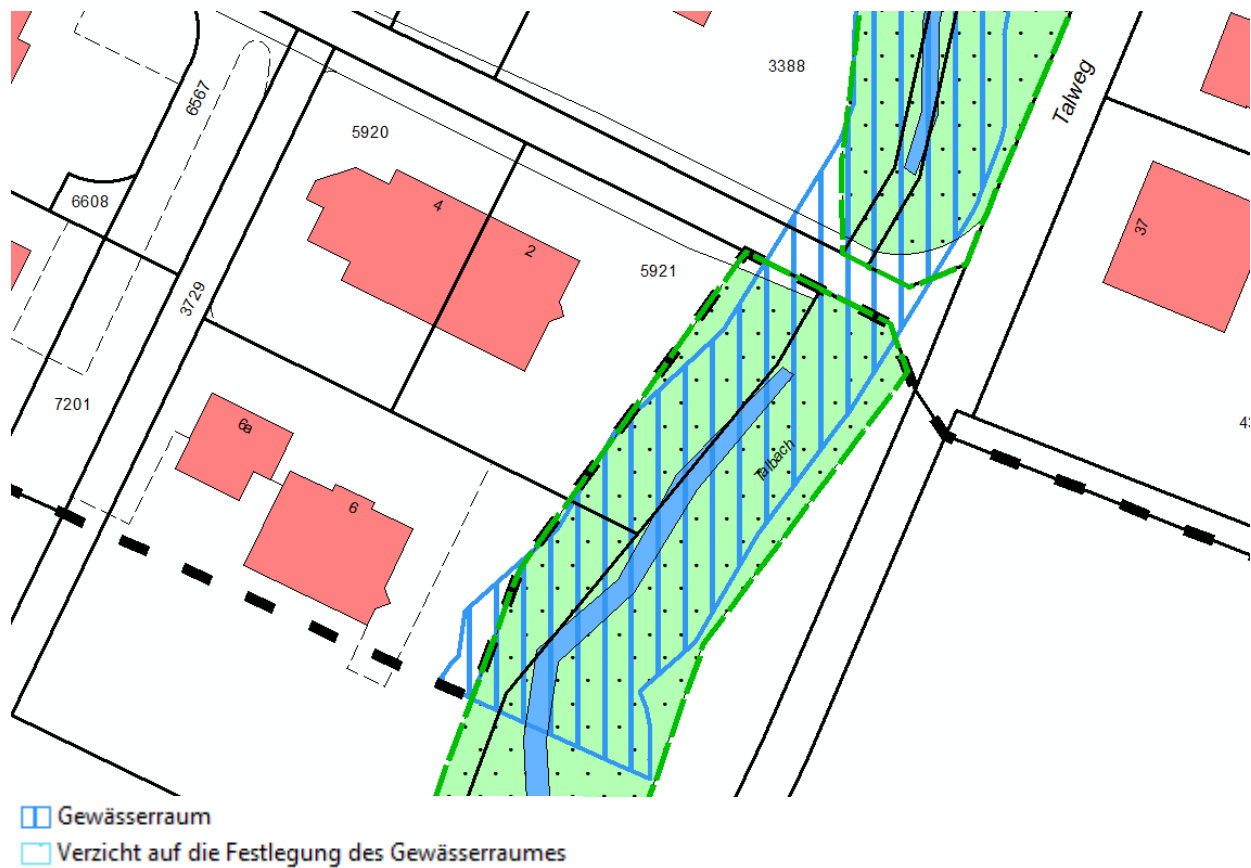 3388
Talweg
6567
5920
6608
4
37
2
5921
3729
7201
6a
43
Talbach
6
Gewässerraum
Verzicht auf die Festlegung des Gewässerraumes